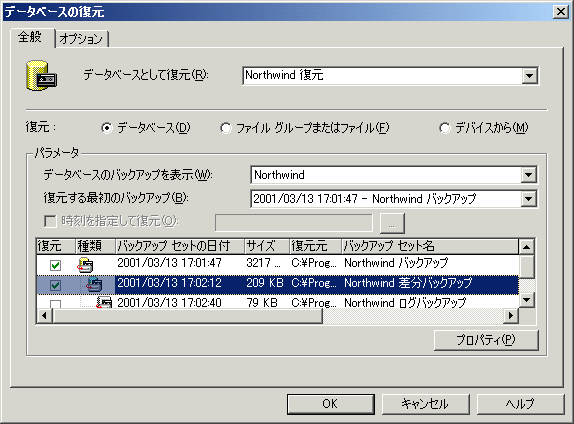 データベースの復元
全般 オプション
データベースとして復元(R): Northwind 復元
復元: データベース(D) ファイル グループまたはファイル(F) デバイスから(M)
パラメータ
データベースのバックアップを表示(W): Northwind
復元する最初のバックアップ(B): 2001/03/13 17:01:47 - Northwind バックアップ
時刻を指定して復元(O): ...
復元 種類 バックアップ セットの日付 サイズ 復元元 バックアップ セット名
2001/03/13 17:01:47 3217 ... C:¥Prog... Northwind バックアップ
2001/03/13 17:02:12 209 KB C:¥Prog... Northwind 差分バックアップ
2001/03/13 17:02:40 79 KB C:¥Prog... Northwind ログバックアップ
プロパティ(P)
OK キャンセル ヘルプ